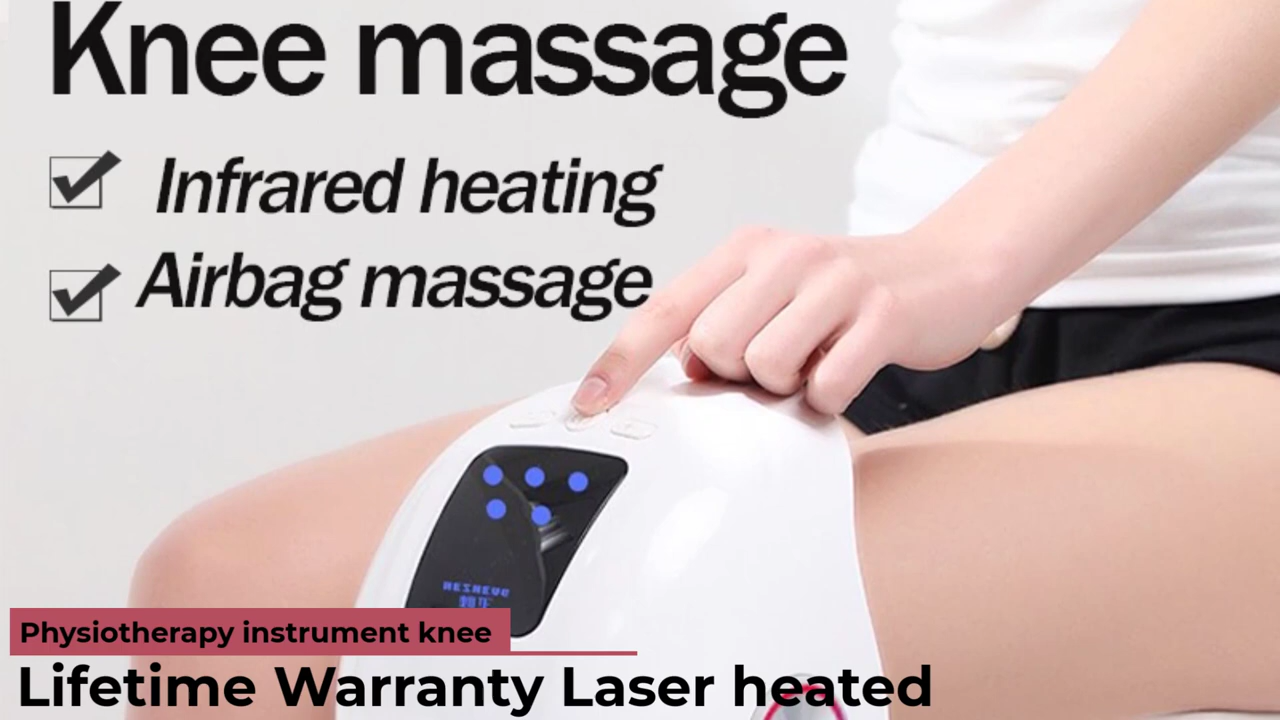 Knee massage
Infrared heating
Airbag massage
Physiotherapy instrument knee
Lifetime Warranty Laser heated